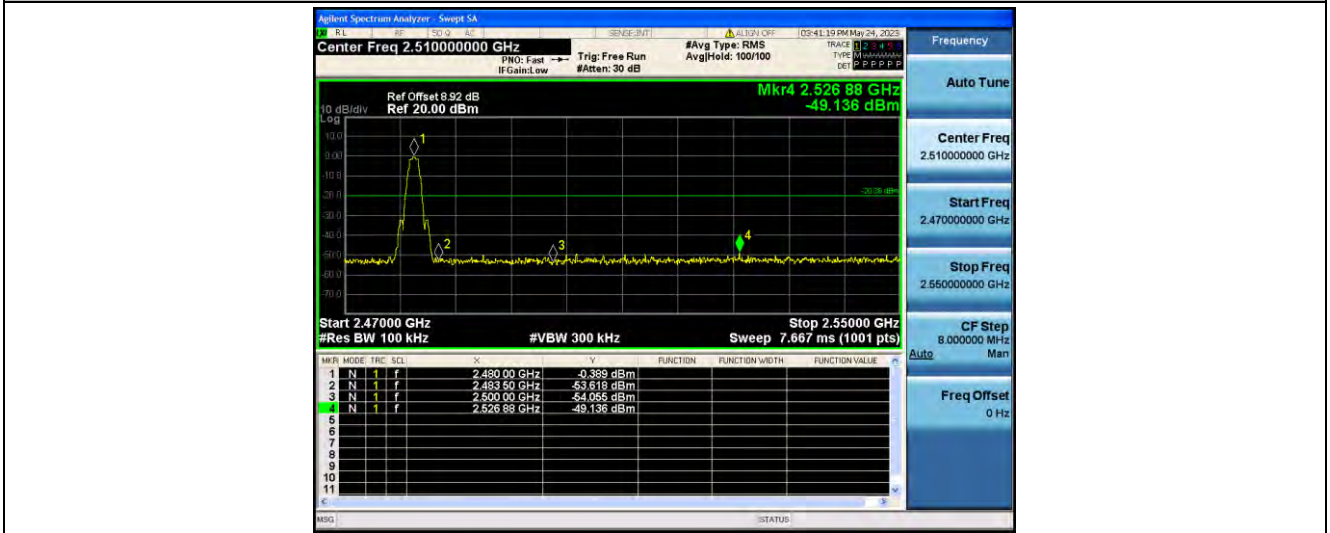 Agilent Spectrum Analyzer - Swept SA
RL RF 50 Ω AC SENSE:INT ALIGN OFF 03:41:19 PM May 24, 2023
Center Freq 2.510000000 GHz #Avg Type: RMS TRACE 1 2 3 4 5 6
PNO: Fast Trig: Free Run Avg|Hold: 100/100 TYPE M
IFGain:Low #Atten: 30 dB DET P P P P P P
Mkr4 2.526 88 GHz
-49.136 dBm
Ref Offset 8.92 dB
10 dB/div Ref 20.00 dBm
Log
10.0
0.00
-10.0
-20.0
-30.0
-40.0
-50.0
-60.0
-70.0
1
2
3
4
Start 2.47000 GHz Stop 2.55000 GHz
#Res BW 100 kHz #VBW 300 kHz Sweep 7.667 ms (1001 pts)
MKR MODE TRC SCL X Y FUNCTION FUNCTION WIDTH FUNCTION VALUE
1 N 1 f 2.480 00 GHz -0.389 dBm
2 N 1 f 2.483 50 GHz -53.618 dBm
3 N 1 f 2.500 00 GHz -54.055 dBm
4 N 1 f 2.526 88 GHz -49.136 dBm
5
6
7
8
9
10
11
MSG STATUS
Frequency
Auto Tune
Center Freq
2.510000000 GHz
Start Freq
2.470000000 GHz
Stop Freq
2.550000000 GHz
CF Step
8.000000 MHz
Auto Man
Freq Offset
0 Hz